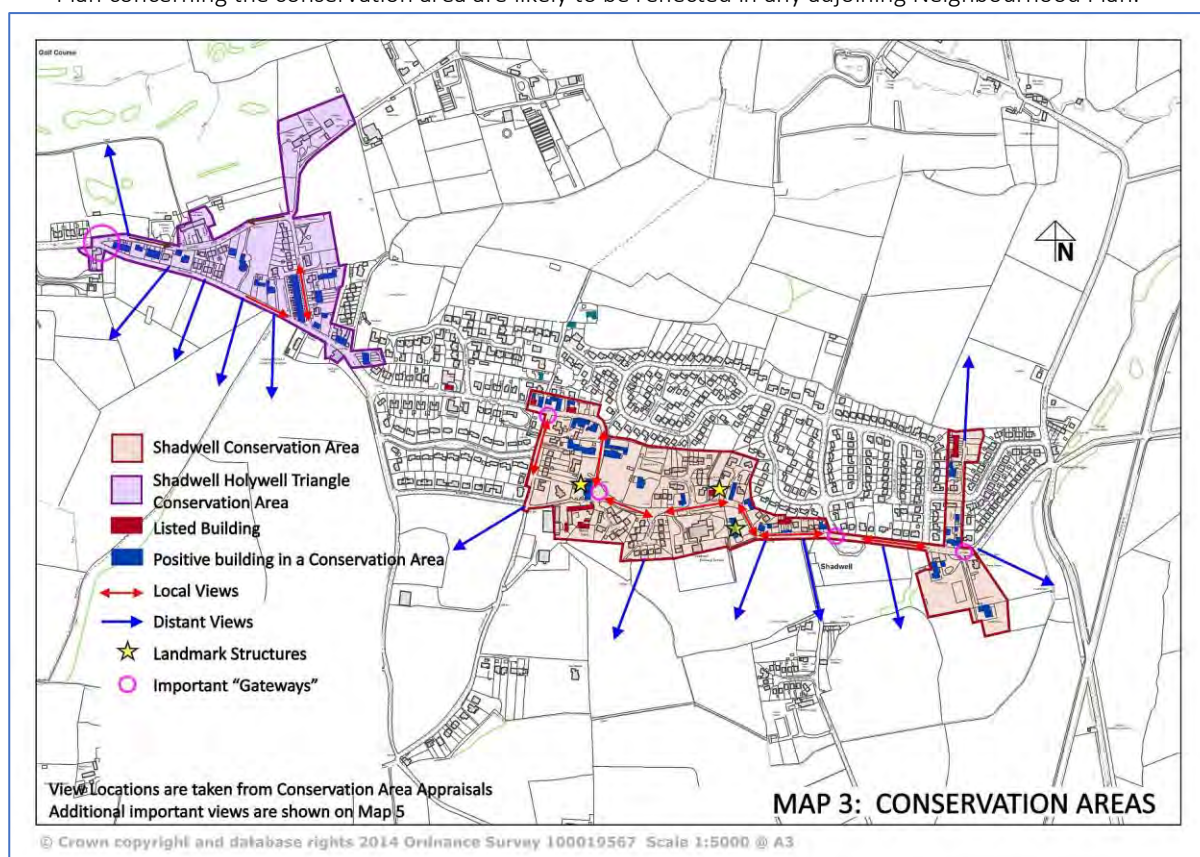 Plan concerning the conservation area are likely to be reflected in any adjoining Neighbourhood Plan.
Golf Course
N
Shadwell Conservation Area
Shadwell Holywell Triangle
Conservation Area
Listed Building
Positive building in a Conservation Area
Local Views
Distant Views
Landmark Structures
Important “Gateways”
Shadwell
View Locations are taken from Conservation Area Appraisals
Additional important views are shown on Map 5
MAP 3: CONSERVATION AREAS
© Crown copyright and database rights 2014 Ordnance Survey 100019567 Scale 1:5000 @ A3